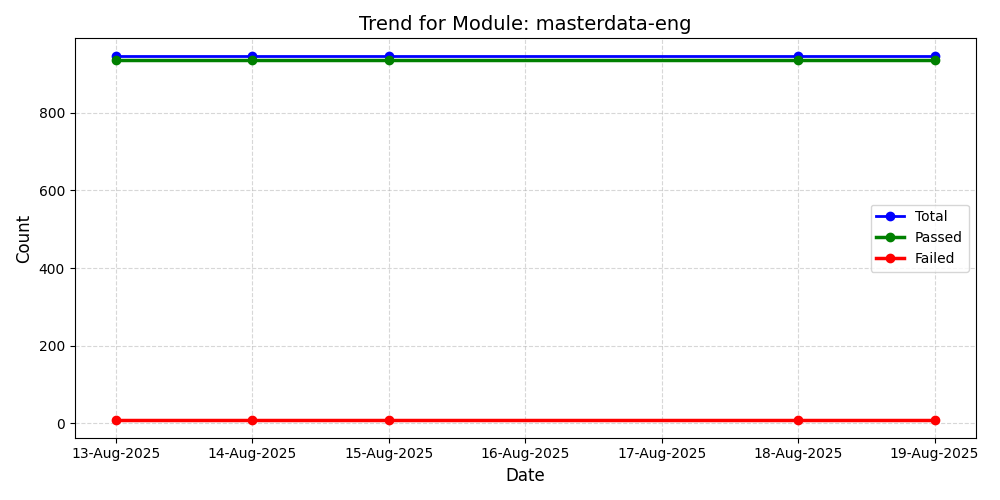 Trend for Module: masterdata-eng
Count
800
600
400
200
0
Total
Passed
Failed
13-Aug-2025
14-Aug-2025
15-Aug-2025
16-Aug-2025
17-Aug-2025
18-Aug-2025
19-Aug-2025
Date